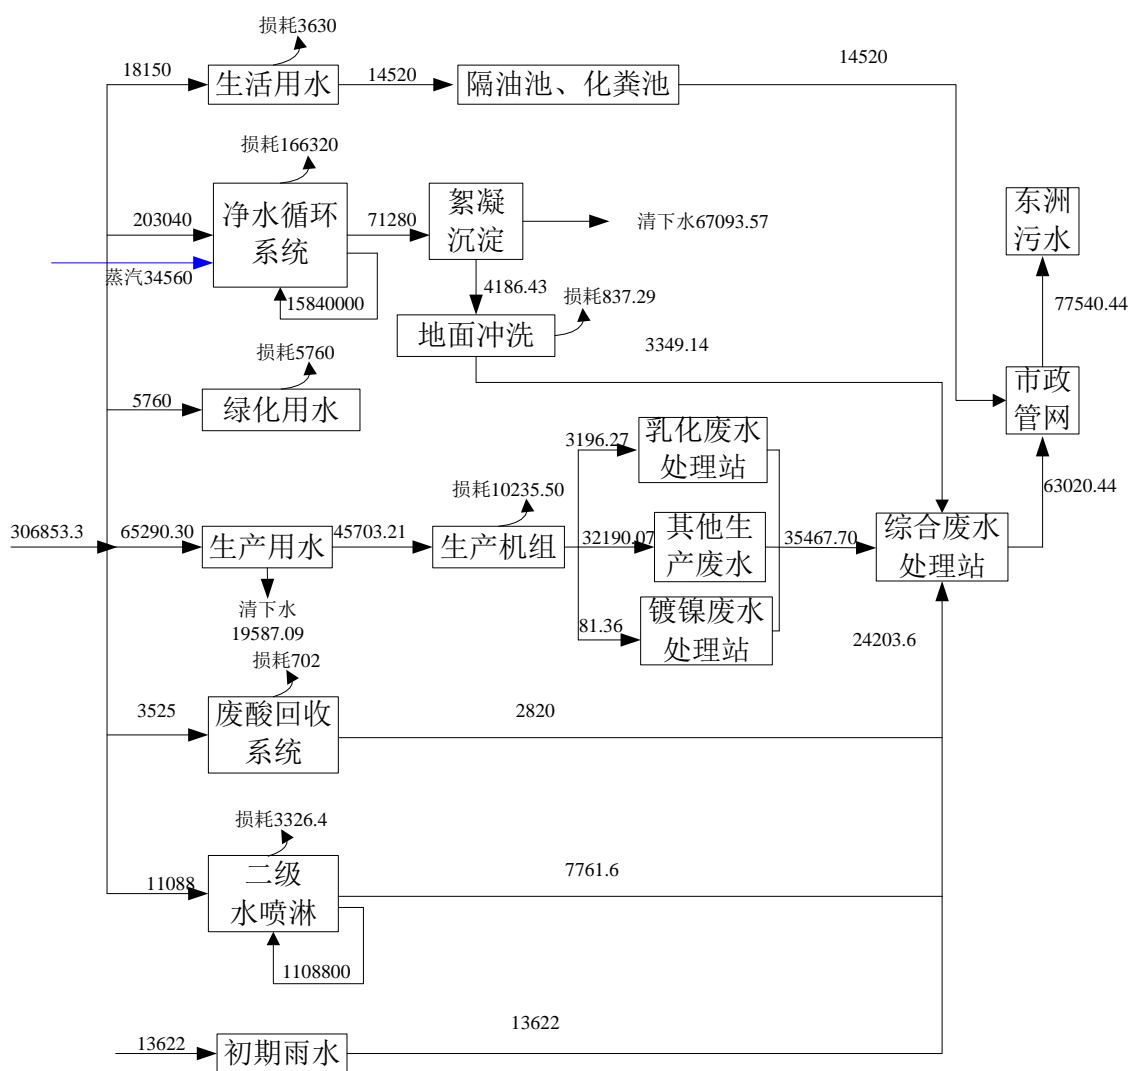 损耗3630
18150
生活用水
14520
隔油池、化粪池
14520
损耗166320
203040
净水循环
系统
71280
絮凝
沉淀
清下水67093.57
东洲
污水
蒸汽34560
15840000
4186.43
损耗837.29
77540.44
地面冲洗
3349.14
损耗5760
5760
绿化用水
市政
管网
3196.27
乳化废水
处理站
损耗10235.50
63020.44
306853.3
65290.30
生产用水
45703.21
生产机组
32190.07
其他生
产废水
35467.70
综合废水
处理站
清下水
19587.09
81.36
镀镍废水
处理站
24203.6
损耗702
3525
废酸回收
系统
2820
损耗3326.4
11088
二级
水喷淋
7761.6
1108800
13622
初期雨水
13622